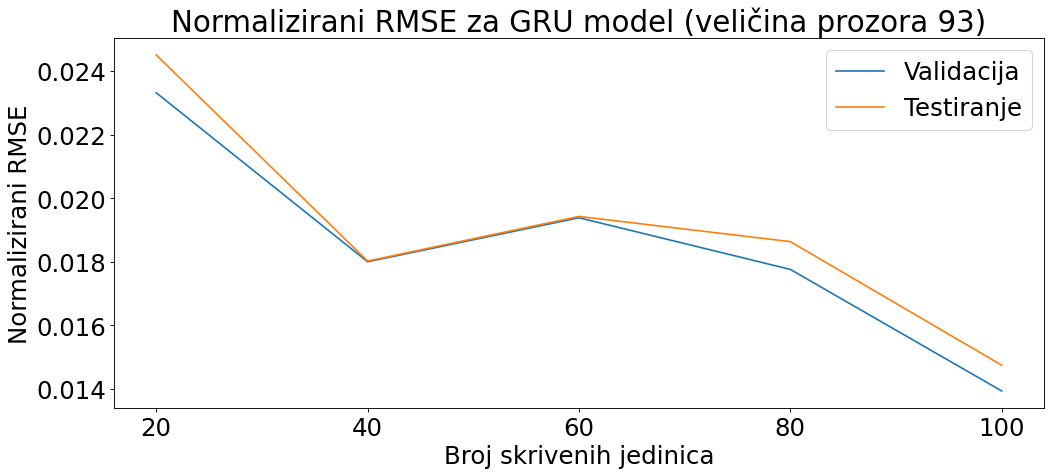 Normalizirani RMSE za GRU model (veličina prozora 93)
Validacija
Testiranje
Normalizirani RMSE
0.024
0.022
0.020
0.018
0.016
0.014
20 40 60 80 100
Broj skrivenih jedinica